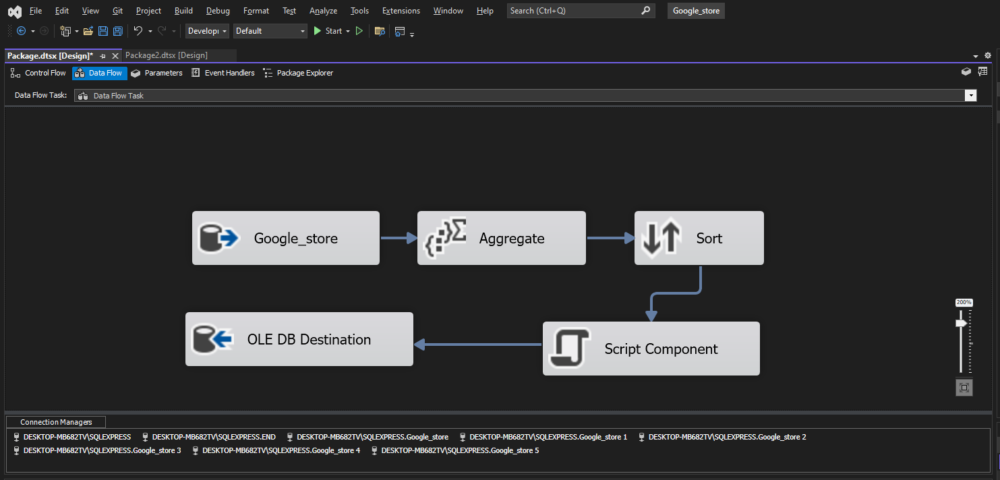 File Edit View Git Project Build Debug Format Test Analyze Tools Extensions Window Help Search (Ctrl+Q) Google_store
Developı Default Start
Package.dtsx [Design]* Package2.dtsx [Design]
Control Flow Data Flow Parameters Event Handlers Package Explorer
Data Flow Task: Data Flow Task
Google_store Aggregate Sort
200%
OLE DB Destination Script Component
Connection Managers
DESKTOP-MB682TV\SQLEXPRESS DESKTOP-MB682TV\SQLEXPRESS.END DESKTOP-MB682TV\SQLEXPRESS.Google_store DESKTOP-MB682TV\SQLEXPRESS.Google_store 1 DESKTOP-MB682TV\SQLEXPRESS.Google_store 2
DESKTOP-MB682TV\SQLEXPRESS.Google_store 3 DESKTOP-MB682TV\SQLEXPRESS.Google_store 4 DESKTOP-MB682TV\SQLEXPRESS.Google_store 5